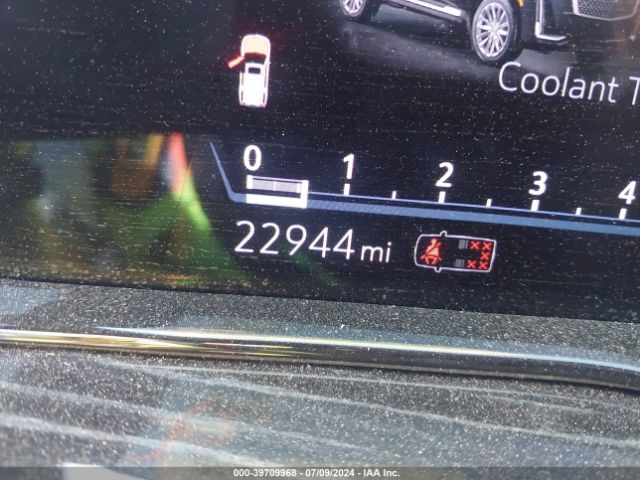 Coolant T
0 1 2 3 4
22944 mi
000-39709968 - 07/09/2024 - IAA Inc.